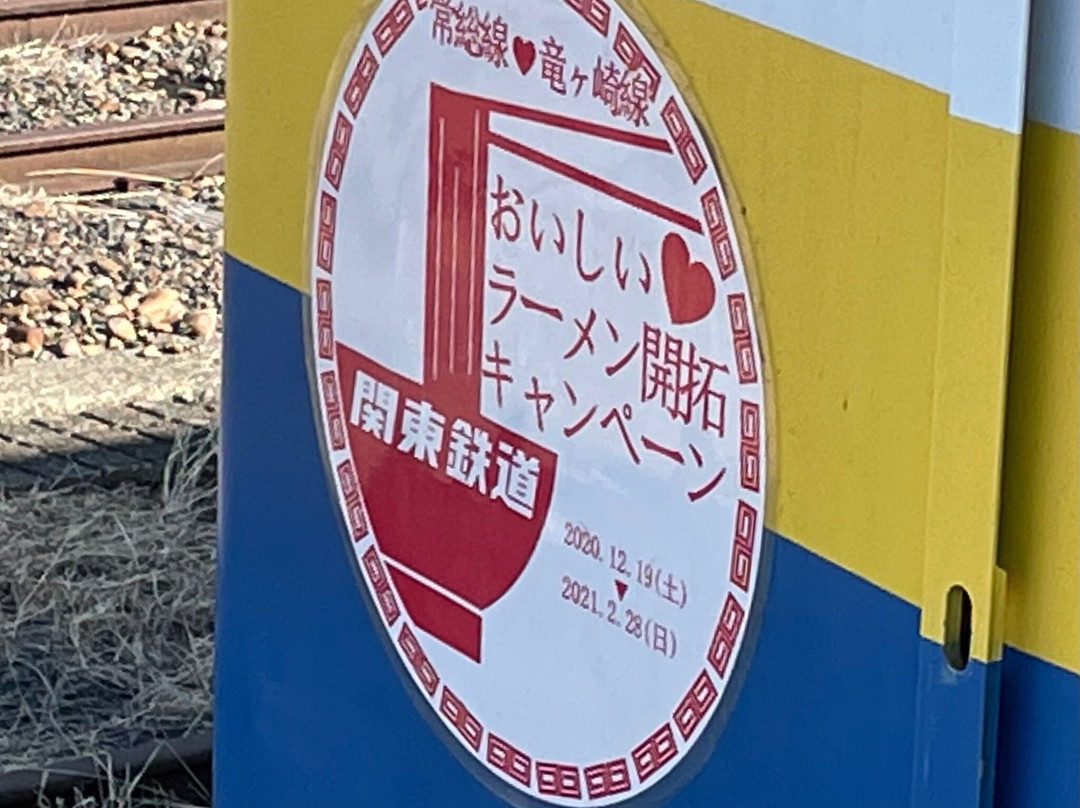 常総線♥竜ヶ崎線
おいしい♥
ラーメン開拓
キャンペーン
関東鉄道
2020.12.19(土)
▼
2021.2.28(日)